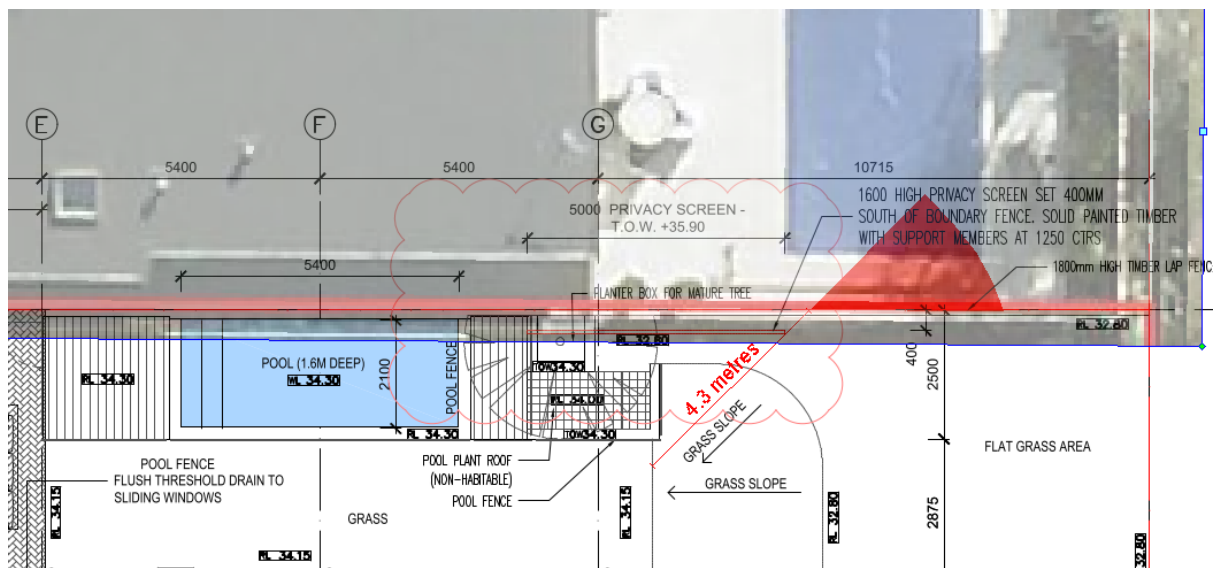 E
F
G
5400
5400
10715
1600 HIGH PRIVACY SCREEN SET 400MM
SOUTH OF BOUNDARY FENCE. SOLID PAINTED TIMBER
WITH SUPPORT MEMBERS AT 1250 CTRS
5000 PRIVACY SCREEN -
T.O.W. +35.90
5400
1800mm HIGH TIMBER LAP FENC
PLANTER BOX FOR MATURE TREE
RL 32.80
RL 32.80
400
2500
POOL (1.6M DEEP)
WL 34.30
2100
POOL FENCE
RL 34.30
TOW34.30
WL 34.00
TOW34.30
RL 34.30
4.3 metres
GRASS SLOPE
GRASS SLOPE
FLAT GRASS AREA
POOL PLANT ROOF
(NON-HABITABLE)
POOL FENCE
POOL FENCE
FLUSH THRESHOLD DRAIN TO
SLIDING WINDOWS
RL 34.15
GRASS
RL 34.15
RL 34.15
RL 32.80
2875
32.80